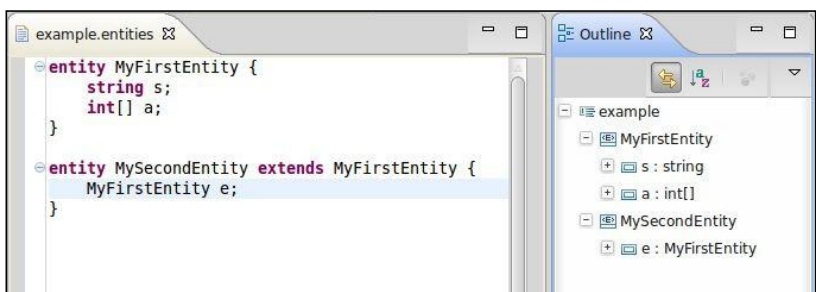 example.entities
entity MyFirstEntity {
string s;
int[] a;
}
entity MySecondEntity extends MyFirstEntity {
MyFirstEntity e;
}
Outline
a
z
example
MyFirstEntity
s : string
a : int[]
MySecondEntity
e : MyFirstEntity